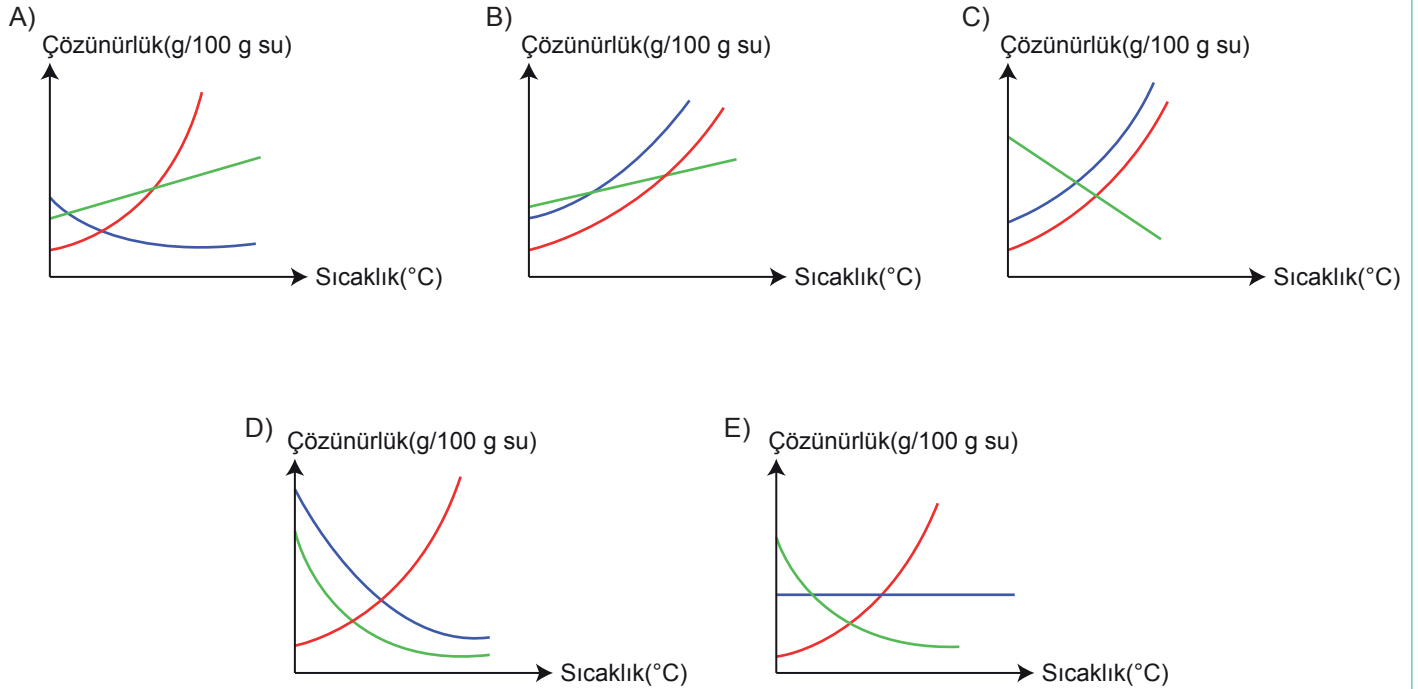 A)
Çözünürlük(g/100 g su)
Sıcaklık(°C)
B)
Çözünürlük(g/100 g su)
Sıcaklık(°C)
C)
Çözünürlük(g/100 g su)
Sıcaklık(°C)
D)
Çözünürlük(g/100 g su)
Sıcaklık(°C)
E)
Çözünürlük(g/100 g su)
Sıcaklık(°C)